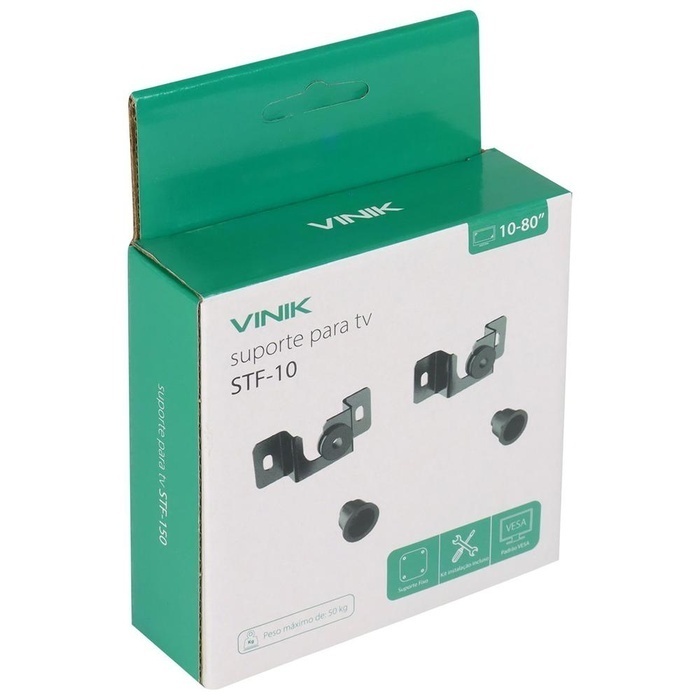 VINIK
10-80"
VINIK
suporte para tv
STF-10
suporte para tv STF-150
VESA
Suporte Fixo
Kit Instalação Incluso
Padrão VESA
Kg
Peso máximo de: 50 kg